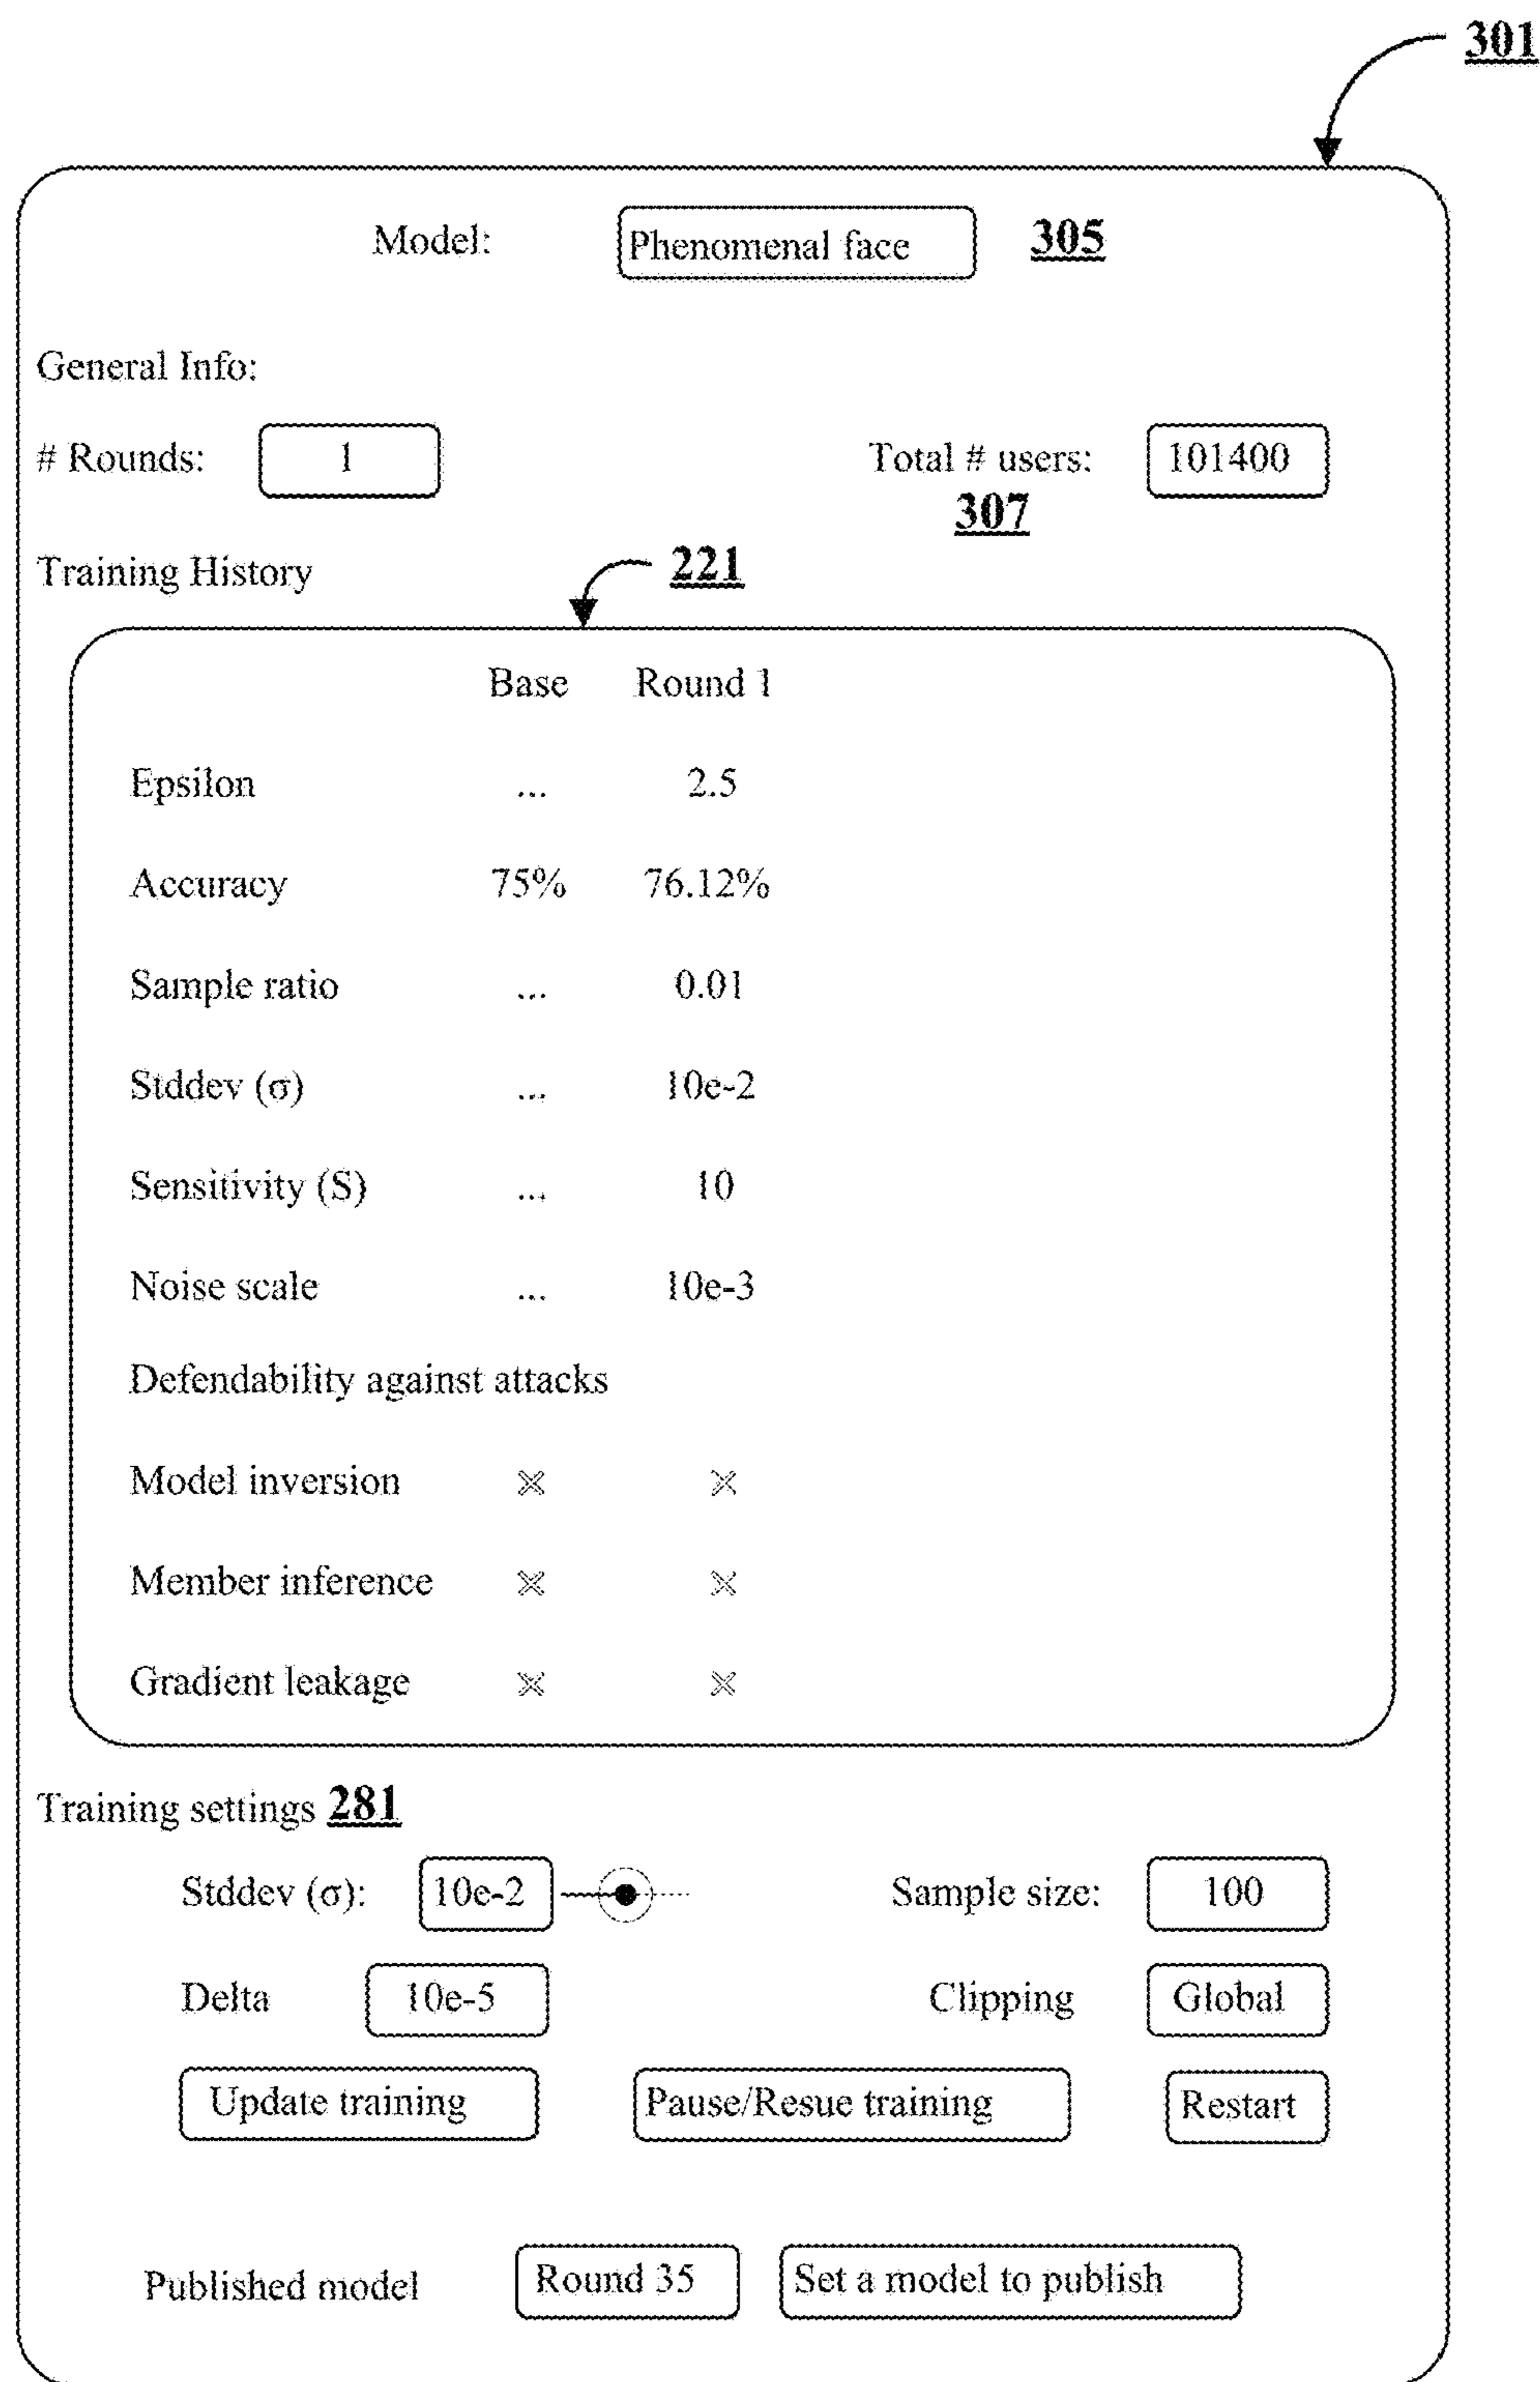 301
Model: Phenomenal face 305
General Info:
# Rounds: 1 Total # users: 101400
307
Training History 221
Base Round 1
Epsilon ... 2.5
Accuracy 75% 76.12%
Sample ratio ... 0.01
Stddev (σ) ... 10e-2
Sensitivity (S) ... 10
Noise scale ... 10e-3
Defendability against attacks
Model inversion × ×
Member inference × ×
Gradient leakage × ×
Training settings 281
Stddev (σ): 10e-2 Sample size: 100
Delta 10e-5 Clipping Global
Update training Pause/Resue training Restart
Published model Round 35 Set a model to publish